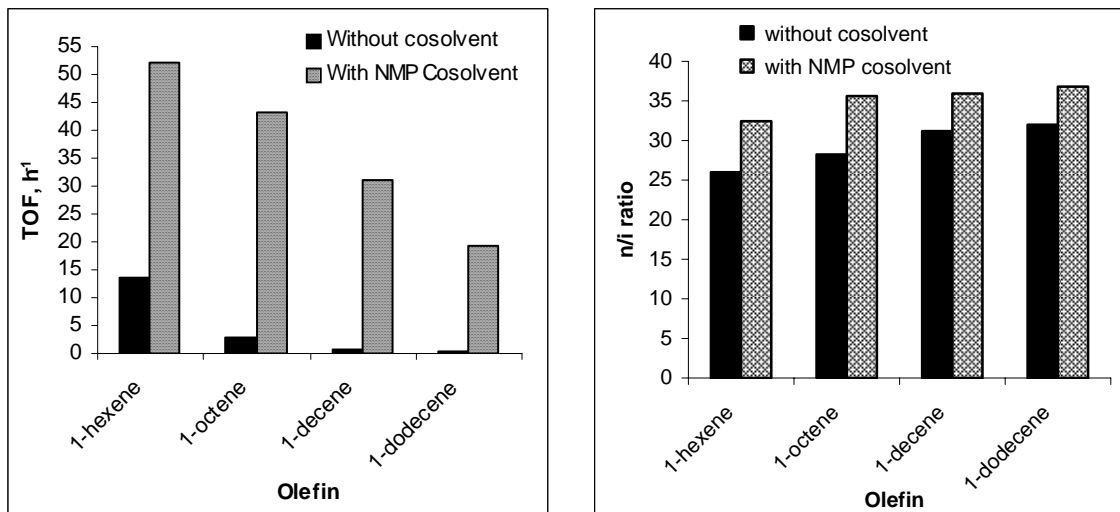 55
50
45
40
35
30
25
20
15
10
5
0
TOF, h⁻¹
Without cosolvent
With NMP Cosolvent
1-hexene
1-octene
1-decene
1-dodecene
Olefin
40
35
30
25
20
15
10
5
0
n/i ratio
without cosolvent
with NMP Cosolvent
1-hexene
1-octene
1-decene
1-dodecene
Olefin